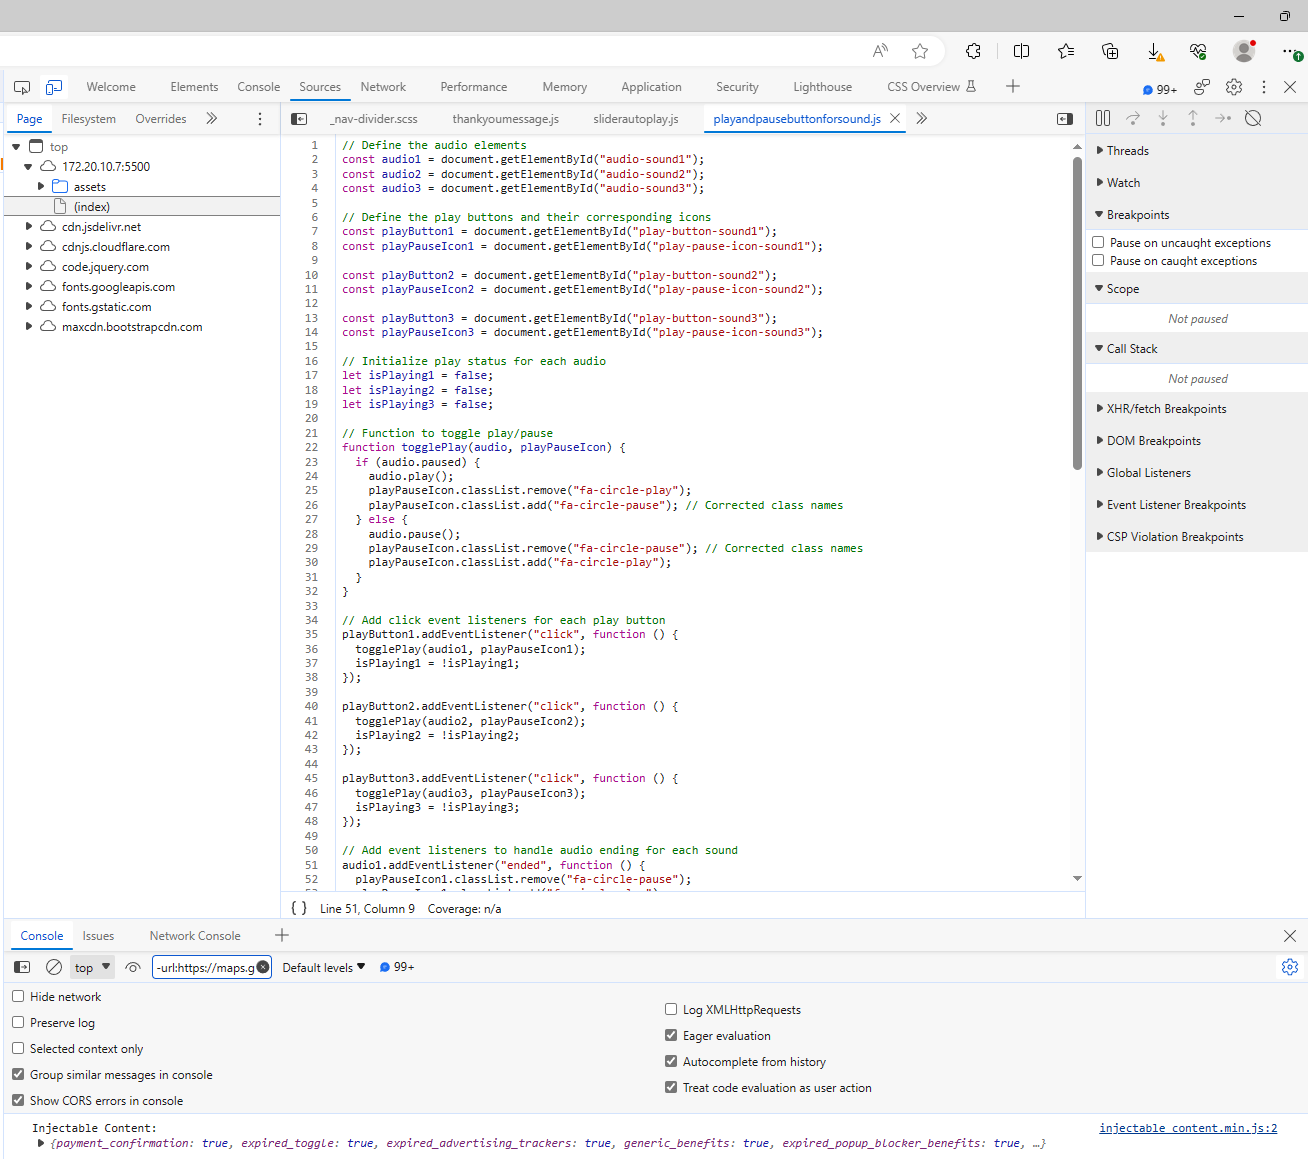 Welcome Elements Console Sources Network Performance Memory Application Security Lighthouse CSS Overview 99+
Page Filesystem Overrides
_nav-divider.scss thankyoumessage.js sliderautoplay.js playandpausebuttonforsound.js
top
172.20.10.7:5500
assets
(index)
cdn.jsdelivr.net
cdnjs.cloudflare.com
code.jquery.com
fonts.googleapis.com
fonts.gstatic.com
maxcdn.bootstrapcdn.com
1 // Define the audio elements
2 const audio1 = document.getElementById("audio-sound1");
3 const audio2 = document.getElementById("audio-sound2");
4 const audio3 = document.getElementById("audio-sound3");
5
6 // Define the play buttons and their corresponding icons
7 const playButton1 = document.getElementById("play-button-sound1");
8 const playPauseIcon1 = document.getElementById("play-pause-icon-sound1");
9
10 const playButton2 = document.getElementById("play-button-sound2");
11 const playPauseIcon2 = document.getElementById("play-pause-icon-sound2");
12
13 const playButton3 = document.getElementById("play-button-sound3");
14 const playPauseIcon3 = document.getElementById("play-pause-icon-sound3");
15
16 // Initialize play status for each audio
17 let isPlaying1 = false;
18 let isPlaying2 = false;
19 let isPlaying3 = false;
20
21 // Function to toggle play/pause
22 function togglePlay(audio, playPauseIcon) {
23 if (audio.paused) {
24 audio.play();
25 playPauseIcon.classList.remove("fa-circle-play");
26 playPauseIcon.classList.add("fa-circle-pause"); // Corrected class names
27 } else {
28 audio.pause();
29 playPauseIcon.classList.remove("fa-circle-pause"); // Corrected class names
30 playPauseIcon.classList.add("fa-circle-play");
31 }
32 }
33
34 // Add click event listeners for each play button
35 playButton1.addEventListener("click", function () {
36 togglePlay(audio1, playPauseIcon1);
37 isPlaying1 = !isPlaying1;
38 });
39
40 playButton2.addEventListener("click", function () {
41 togglePlay(audio2, playPauseIcon2);
42 isPlaying2 = !isPlaying2;
43 });
44
45 playButton3.addEventListener("click", function () {
46 togglePlay(audio3, playPauseIcon3);
47 isPlaying3 = !isPlaying3;
48 });
49
50 // Add event listeners to handle audio ending for each sound
51 audio1.addEventListener("ended", function () {
52 playPauseIcon1.classList.remove("fa-circle-pause");
{ } Line 51, Column 9 Coverage: n/a
Threads
Watch
Breakpoints
Pause on uncaught exceptions
Pause on caught exceptions
Scope
Not paused
Call Stack
Not paused
XHR/fetch Breakpoints
DOM Breakpoints
Global Listeners
Event Listener Breakpoints
CSP Violation Breakpoints
Console Issues Network Console
top -url:https://maps.g Default levels 99+
Hide network
Preserve log
Selected context only
Group similar messages in console
Show CORS errors in console
Log XMLHttpRequests
Eager evaluation
Autocomplete from history
Treat code evaluation as user action
Injectable Content: injectable content.min.js:2
{payment_confirmation: true, expired_toggle: true, expired_advertising_trackers: true, generic_benefits: true, expired_popup_blocker_benefits: true, …}